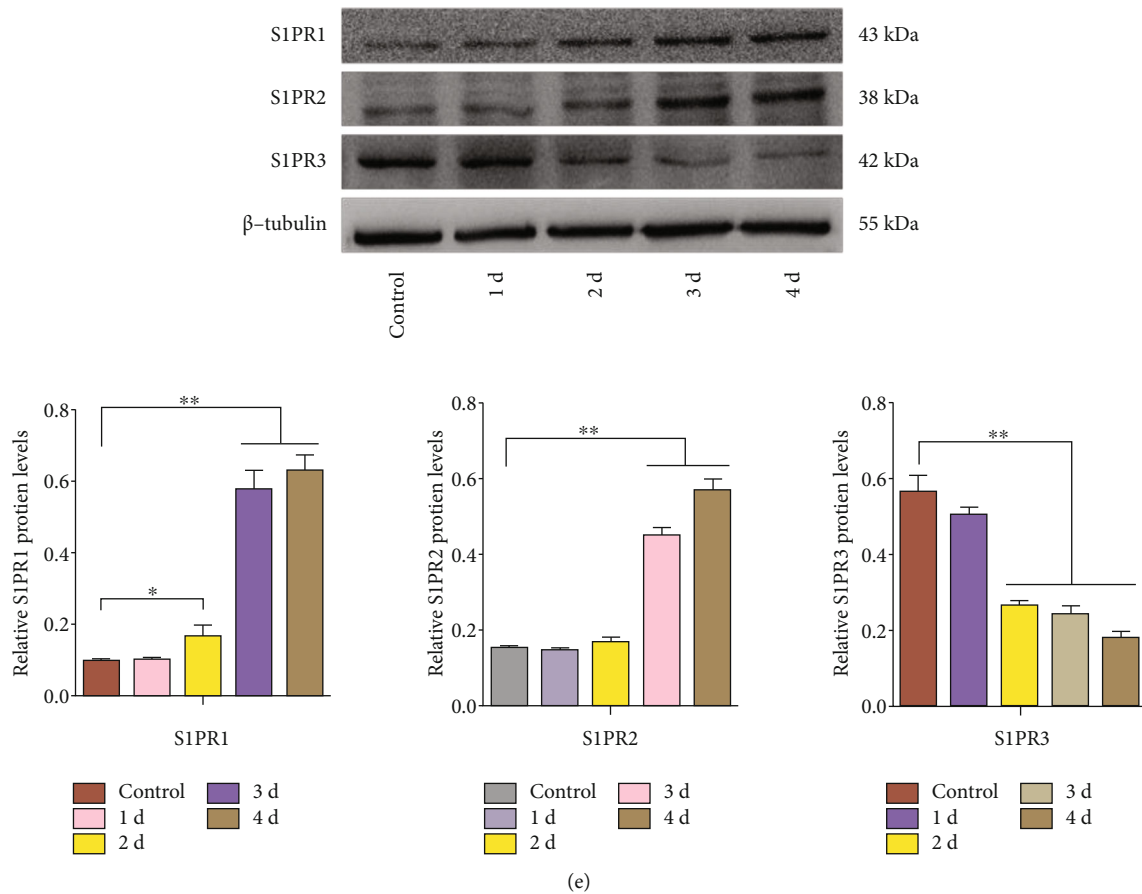 S1PR1 43 kDa
S1PR2 38 kDa
S1PR3 42 kDa
β–tubulin 55 kDa
Control 1 d 2 d 3 d 4 d
Relative S1PR1 protien levels
0.8
0.6
0.4
0.2
0.0
**
*
S1PR1
Control 3 d
1 d 4 d
2 d
Relative S1PR2 protien levels
0.8
0.6
0.4
0.2
0.0
**
S1PR2
Control 3 d
1 d 4 d
2 d
Relative S1PR3 protien levels
0.8
0.6
0.4
0.2
0.0
**
S1PR3
Control 3 d
1 d 4 d
2 d
(e)